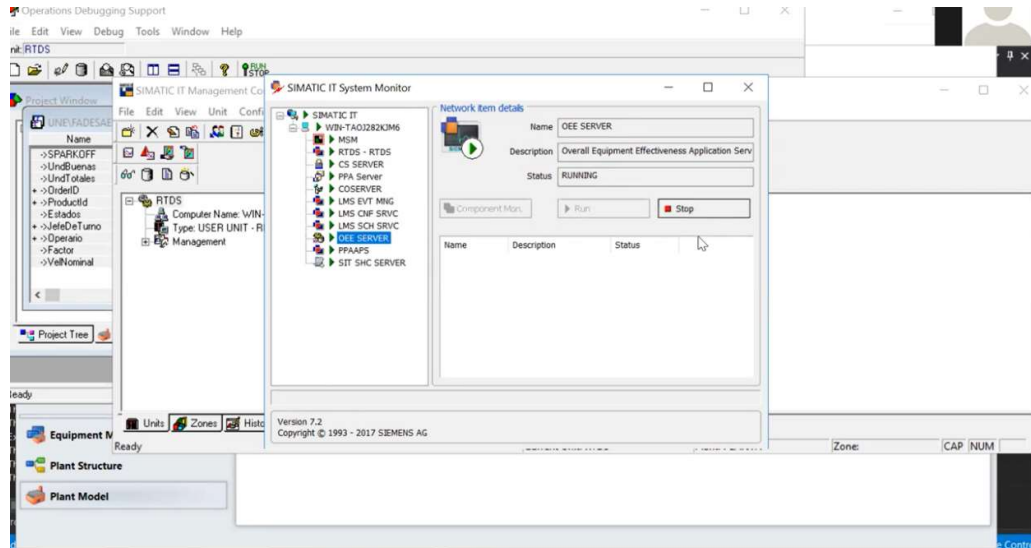 Operations Debugging Support
Edit View Debug Tools Window Help
RTDS
RUN
STOP
Project Window
UNE\FADESAE
Name
->SPARKOFF
->UndBuenas
->UndTotales
+ ->OrderID
+ ->ProductId
->Estados
+ ->JefeDeTurno
+ ->Operario
->Factor
->VelNominal
Project Tree
SIMATIC IT Management Co
File Edit View Unit Confi
RTDS
Computer Name: WIN-
Type: USER UNIT - R
Management
Units Zones Histo
Ready
SIMATIC IT System Monitor
SIMATIC IT
WIN-TAOJ282KJM6
MSM
RTDS - RTDS
CS SERVER
PPA Server
COSERVER
LMS EVT MNG
LMS CNF SRVC
LMS SCH SRVC
OEE SERVER
PPAAPS
SIT SHC SERVER
Network item details
Name OEE SERVER
Description Overall Equipment Effectiveness Application Serv
Status RUNNING
Component Man. Run Stop
Name Description Status
Version 7.2
Copyright © 1993 - 2017 SIEMENS AG
Zone: CAP NUM
Equipment M
Plant Structure
Plant Model